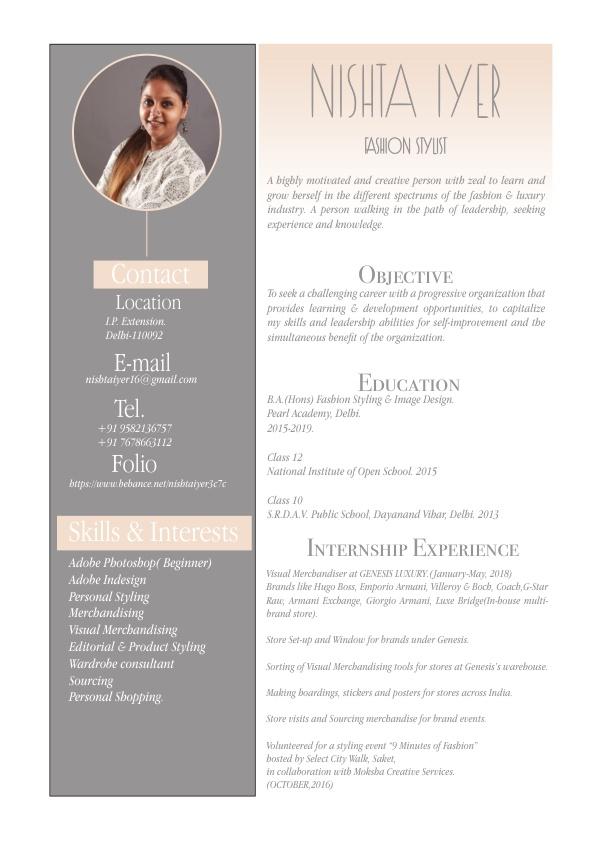 NISHTA IYER
FASHION STYLIST
A highly motivated and creative person with zeal to learn and
grow herself in the different spectrums of the fashion & luxury
industry. A person walking in the path of leadership, seeking
experience and knowledge.
Contact
Location
I.P. Extension.
Delhi-110092
E-mail
nishtaiyer16@gmail.com
Tel.
+91 9582136757
+91 7678663112
Folio
https://www.behance.net/nishtaiyer3c7c
Skills & Interests
Adobe Photoshop( Beginner)
Adobe Indesign
Personal Styling
Merchandising
Visual Merchandising
Editorial & Product Styling
Wardrobe consultant
Sourcing
Personal Shopping.
Objective
To seek a challenging career with a progressive organization that
provides learning & development opportunities, to capitalize
my skills and leadership abilities for self-improvement and the
simultaneous benefit of the organization.
Education
B.A.(Hons) Fashion Styling & Image Design.
Pearl Academy, Delhi.
2015-2019.
Class 12
National Institute of Open School. 2015
Class 10
S.R.D.A.V. Public School, Dayanand Vihar, Delhi. 2013
Internship Experience
Visual Merchandiser at GENESIS LUXURY.(January-May, 2018)
Brands like Hugo Boss, Emporio Armani, Villeroy & Boch, Coach,G-Star
Raw, Armani Exchange, Giorgio Armani, Luxe Bridge(In-house multi-
brand store).
Store Set-up and Window for brands under Genesis.
Sorting of Visual Merchandising tools for stores at Genesis's warehouse.
Making hoardings, stickers and posters for stores across India.
Store visits and Sourcing merchandise for brand events.
Volunteered for a styling event "9 Minutes of Fashion"
hosted by Select City Walk, Saket,
in collaboration with Moksha Creative Services.
(OCTOBER,2016)